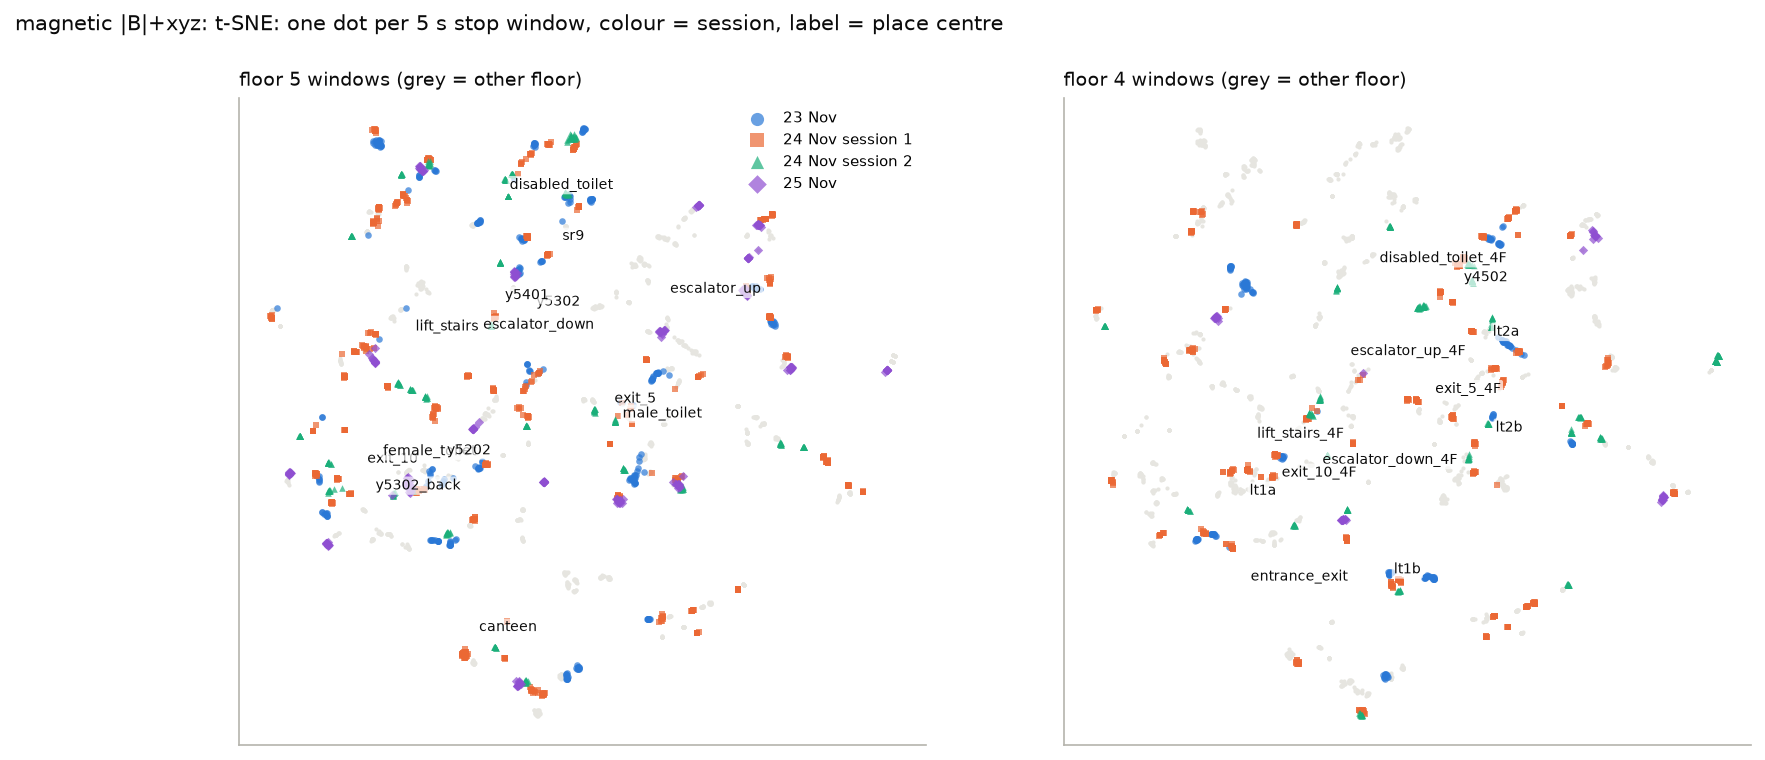 magnetic |B|+xyz: t-SNE: one dot per 5 s stop window, colour = session, label = place centre
floor 5 windows (grey = other floor)
23 Nov
24 Nov session 1
24 Nov session 2
25 Nov
disabled_toilet
sr9
escalator_up
y5401
y5302
lift_stairs
escalator_down
exit_5
male_toilet
y5202
exit_10
y5302_back
canteen
floor 4 windows (grey = other floor)
disabled_toilet_4F
y4502
lt2a
escalator_up_4F
exit_5_4F
lt2b
lift_stairs_4F
escalator_down_4F
exit_10_4F
lt1a
lt1b
entrance_exit